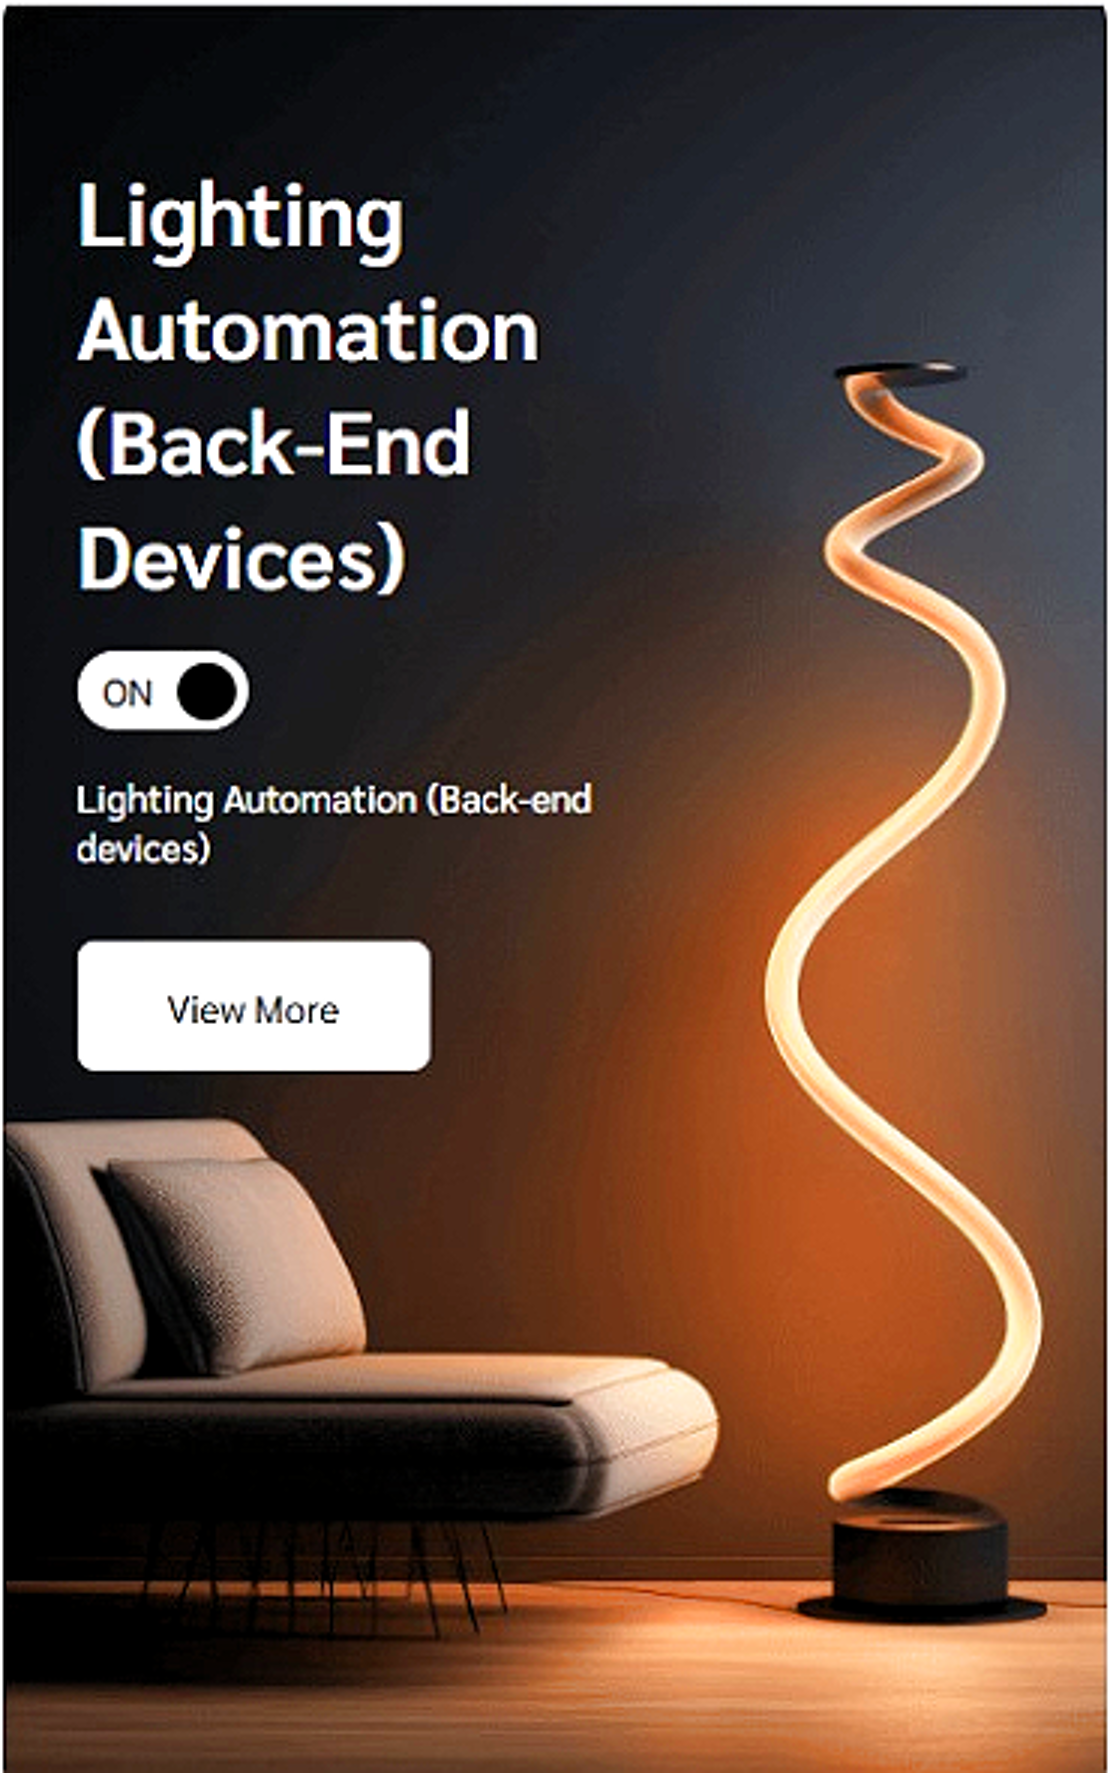 Lighting
Automation
(Back-End
Devices)
ON
Lighting Automation (Back-end
devices)
View More